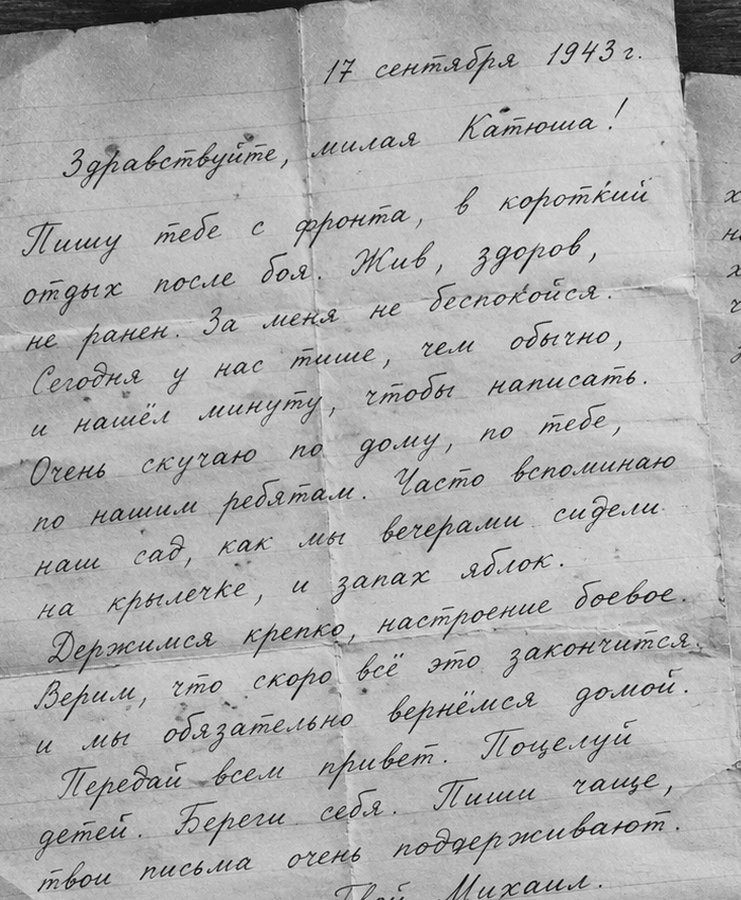 17 сентября 1943 г.
Здравствуйте, милая Катюша!
Пишу тебе с фронта, в короткий
отдых после боя. Жив, здоров,
не ранен. За меня не беспокойся.
Сегодня у нас тише, чем обычно,
и нашёл минуту, чтобы написать.
Очень скучаю по дому, по тебе,
по нашим ребятам. Часто вспоминаю
наш сад, как мы вечерами сидели
на крылечке, и запах яблок.
Держимся крепко, настроение боевое.
Верим, что скоро всё это закончится.
и мы обязательно вернёмся домой.
Передай всем привет. Поцелуй
детей. Береги себя. Пиши чаще,
твои письма очень поддерживают.
Твой Михаил.